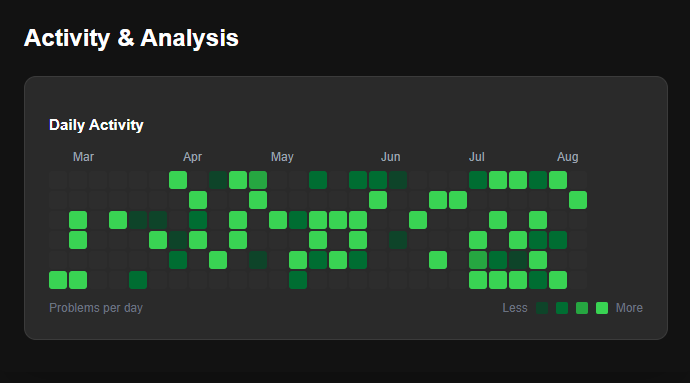 Activity & Analysis
Daily Activity
Mar Apr May Jun Jul Aug
Problems per day
Less More